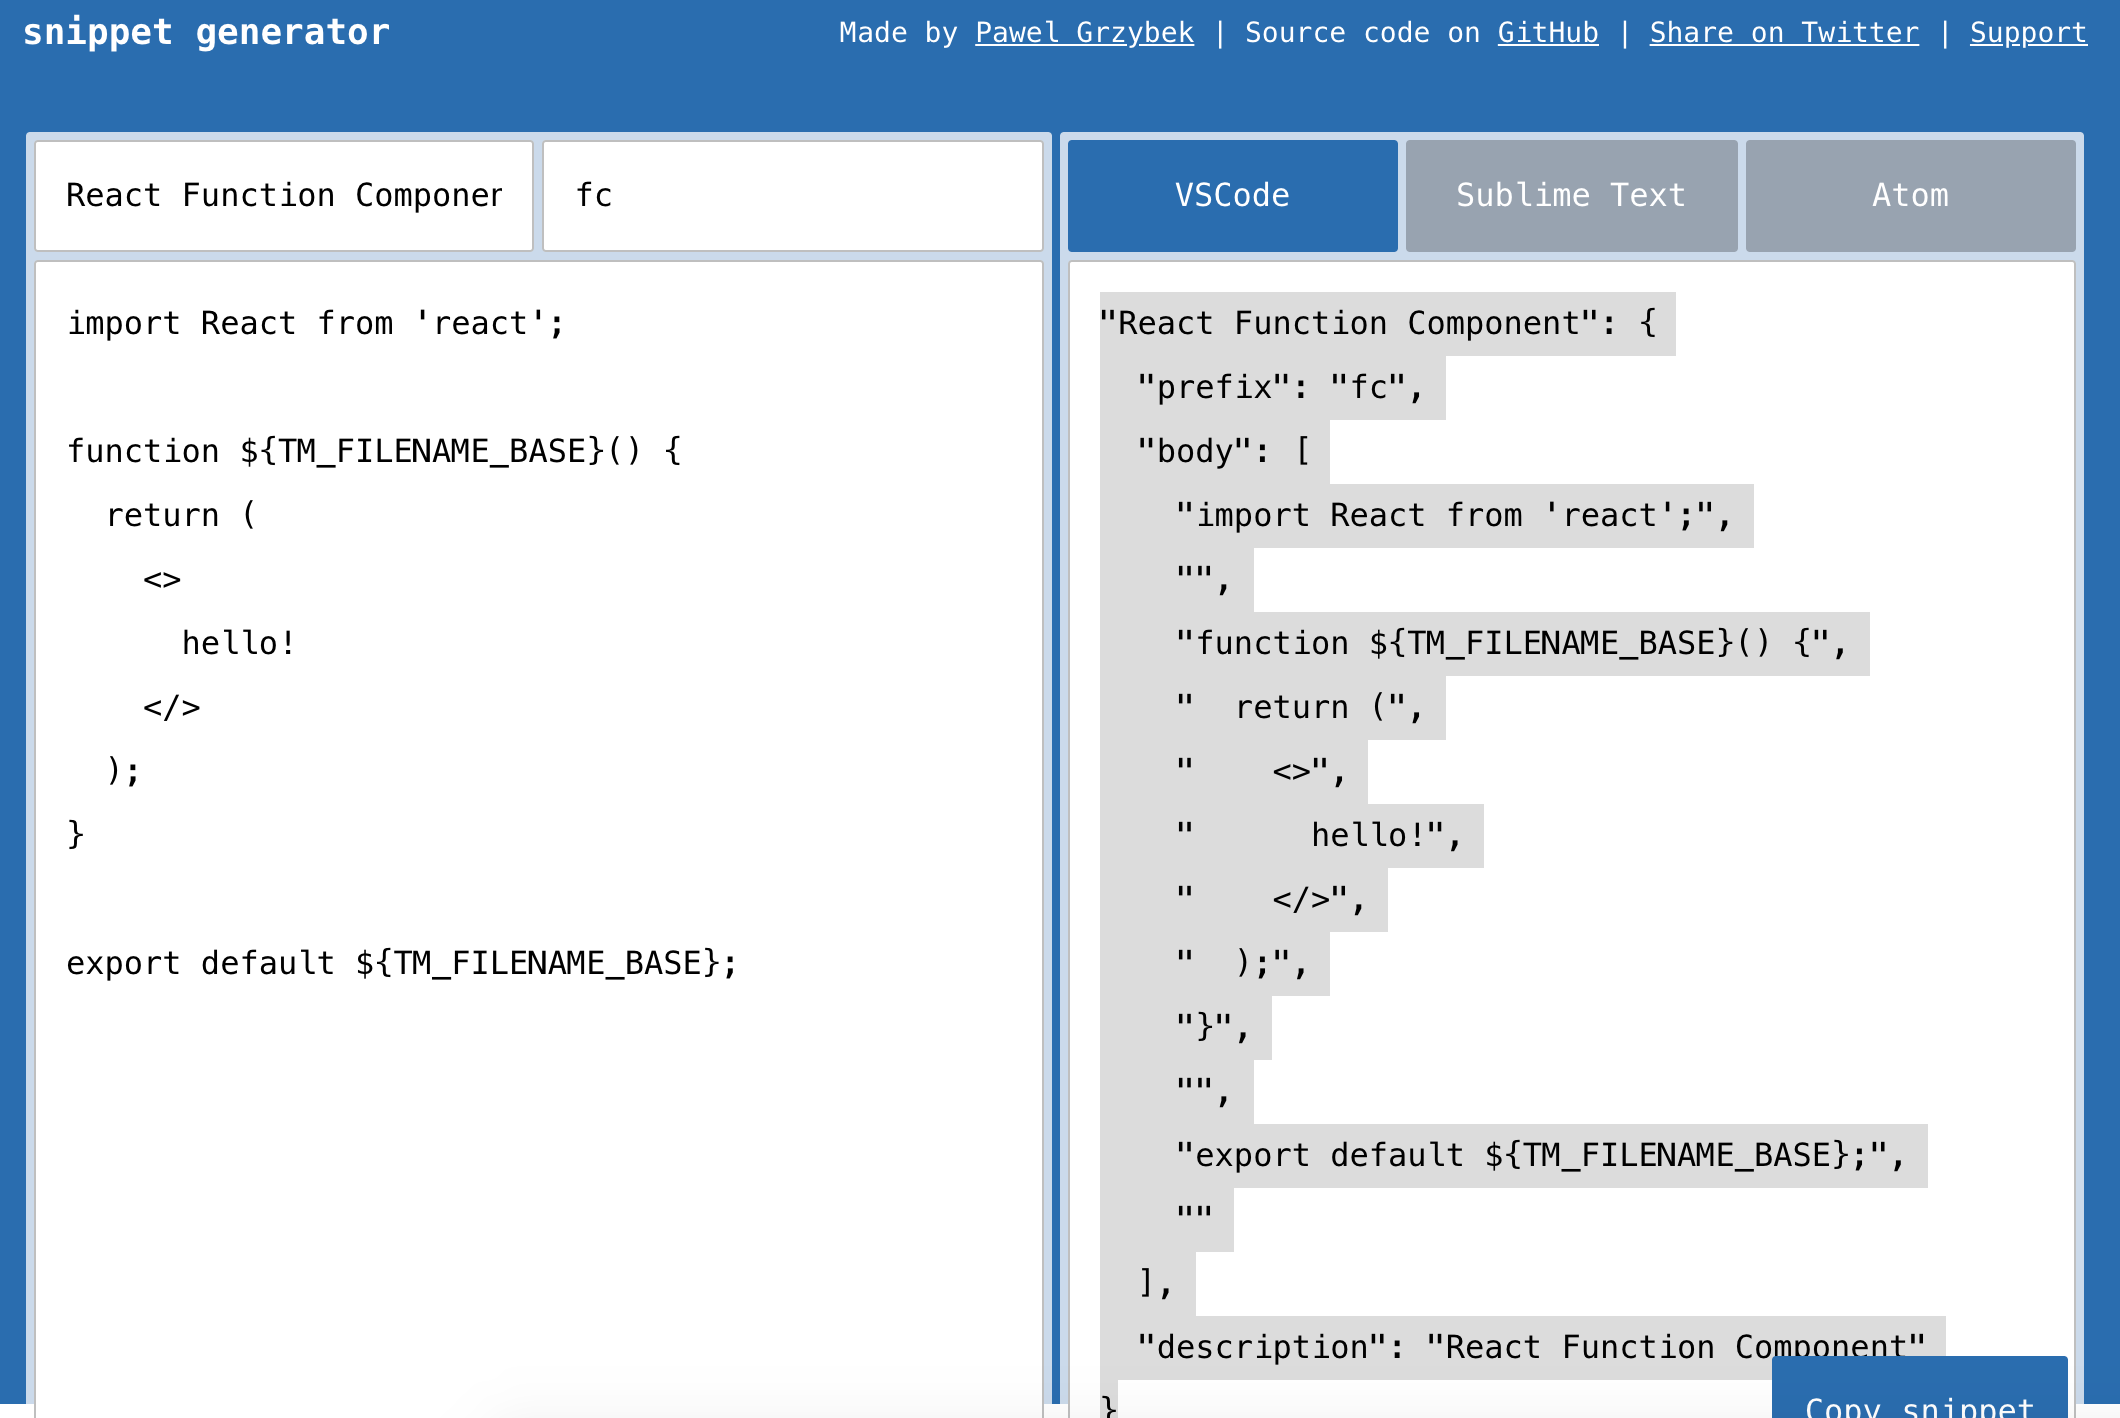 snippet generator
Made by Pawel Grzybek | Source code on GitHub | Share on Twitter | Support
React Function Componen
fc
import React from 'react';
function ${TM_FILENAME_BASE}() {
  return (
    <>
      hello!
    </>
  );
}
export default ${TM_FILENAME_BASE};
VSCode
Sublime Text
Atom
"React Function Component": {
  "prefix": "fc",
  "body": [
    "import React from 'react';",
    "",
    "function ${TM_FILENAME_BASE}() {",
    "  return (",
    "    <>",
    "      hello!",
    "    </>",
    "  );",
    "}",
    "",
    "export default ${TM_FILENAME_BASE};",
    ""
  ],
  "description": "React Function Component"
}
Copy snippet